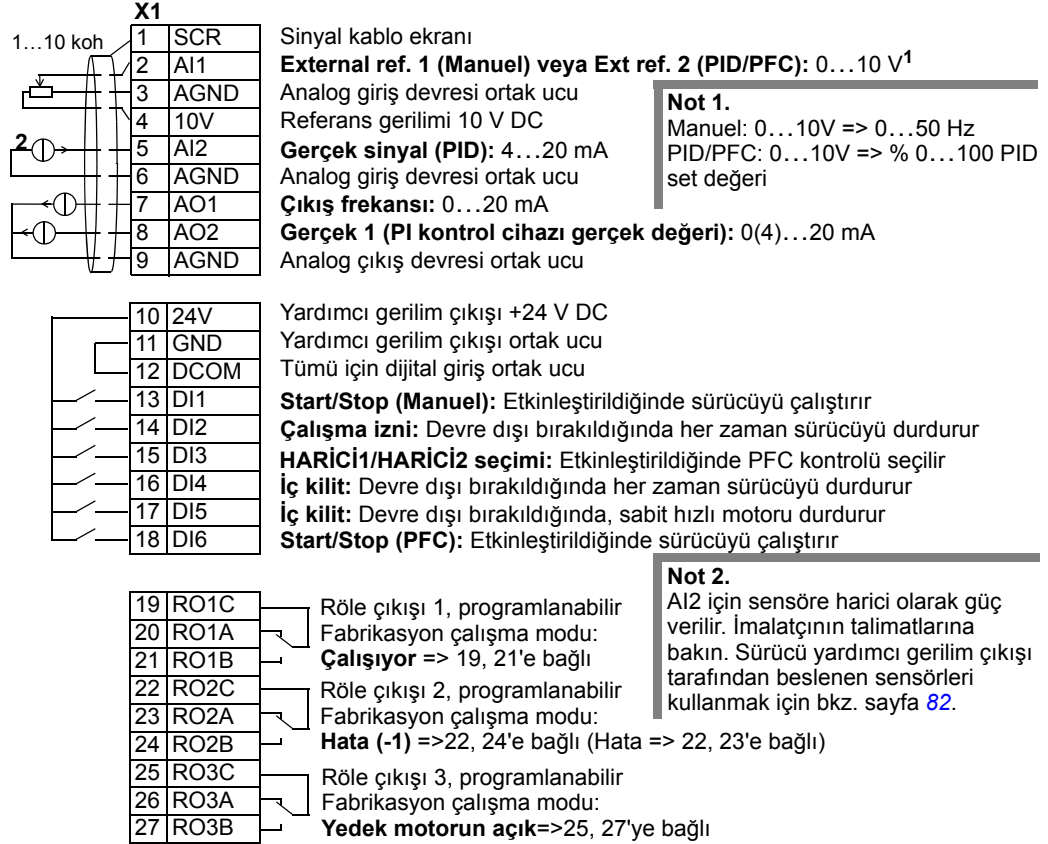 X1
1…10 koh
1 SCR Sinyal kablo ekranı
2 AI1 External ref. 1 (Manuel) veya Ext ref. 2 (PID/PFC): 0…10 V1
3 AGND Analog giriş devresi ortak ucu
4 10V Referans gerilimi 10 V DC
2
5 AI2 Gerçek sinyal (PID): 4…20 mA
6 AGND Analog giriş devresi ortak ucu
7 AO1 Çıkış frekansı: 0…20 mA
8 AO2 Gerçek 1 (PI kontrol cihazı gerçek değeri): 0(4)…20 mA
9 AGND Analog çıkış devresi ortak ucu
Not 1.
Manuel: 0…10V => 0…50 Hz
PID/PFC: 0…10V => % 0…100 PID
set değeri
10 24V Yardımcı gerilim çıkışı +24 V DC
11 GND Yardımcı gerilim çıkışı ortak ucu
12 DCOM Tümü için dijital giriş ortak ucu
13 DI1 Start/Stop (Manuel): Etkinleştirildiğinde sürücüyü çalıştırır
14 DI2 Çalışma izni: Devre dışı bırakıldığında her zaman sürücüyü durdurur
15 DI3 HARİCİ1/HARİCİ2 seçimi: Etkinleştirildiğinde PFC kontrolü seçilir
16 DI4 İç kilit: Devre dışı bırakıldığında her zaman sürücüyü durdurur
17 DI5 İç kilit: Devre dışı bırakıldığında, sabit hızlı motoru durdurur
18 DI6 Start/Stop (PFC): Etkinleştirildiğinde sürücüyü çalıştırır
Not 2.
AI2 için sensöre harici olarak güç
verilir. İmalatçının talimatlarına
bakın. Sürücü yardımcı gerilim çıkışı
tarafından beslenen sensörleri
kullanmak için bkz. sayfa 82.
19 RO1C Röle çıkışı 1, programlanabilir
20 RO1A Fabrikasyon çalışma modu:
21 RO1B Çalışıyor => 19, 21'e bağlı
22 RO2C Röle çıkışı 2, programlanabilir
23 RO2A Fabrikasyon çalışma modu:
24 RO2B Hata (-1) =>22, 24'e bağlı (Hata => 22, 23'e bağlı)
25 RO3C Röle çıkışı 3, programlanabilir
26 RO3A Fabrikasyon çalışma modu:
27 RO3B Yedek motorun açık=>25, 27'ye bağlı